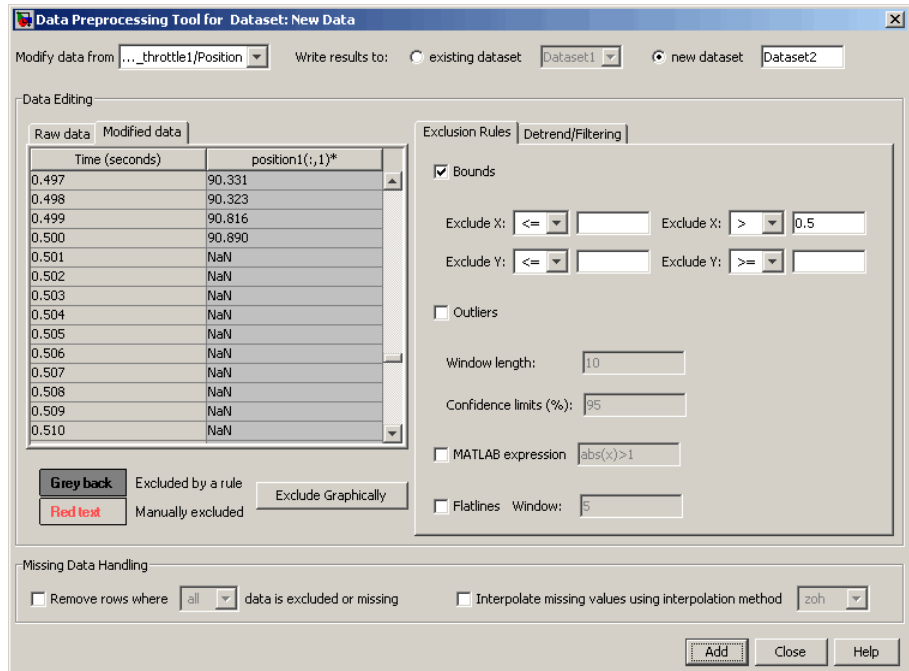 Data Preprocessing Tool for Dataset: New Data
Modify data from ..._throttle1/Position Write results to: existing dataset Dataset1 new dataset Dataset2
Data Editing
Raw data Modified data
Time (seconds) position1(:,1)*
0.497 90.331
0.498 90.323
0.499 90.816
0.500 90.890
0.501 NaN
0.502 NaN
0.503 NaN
0.504 NaN
0.505 NaN
0.506 NaN
0.507 NaN
0.508 NaN
0.509 NaN
0.510 NaN
Grey back Excluded by a rule
Red text Manually excluded
Exclude Graphically
Exclusion Rules Detrend/Filtering
Bounds
Exclude X: <= Exclude X: > 0.5
Exclude Y: <= Exclude Y: >=
Outliers
Window length: 10
Confidence limits (%): 95
MATLAB expression abs(x)>1
Flatlines Window: 5
Missing Data Handling
Remove rows where all data is excluded or missing Interpolate missing values using interpolation method zoh
Add Close Help